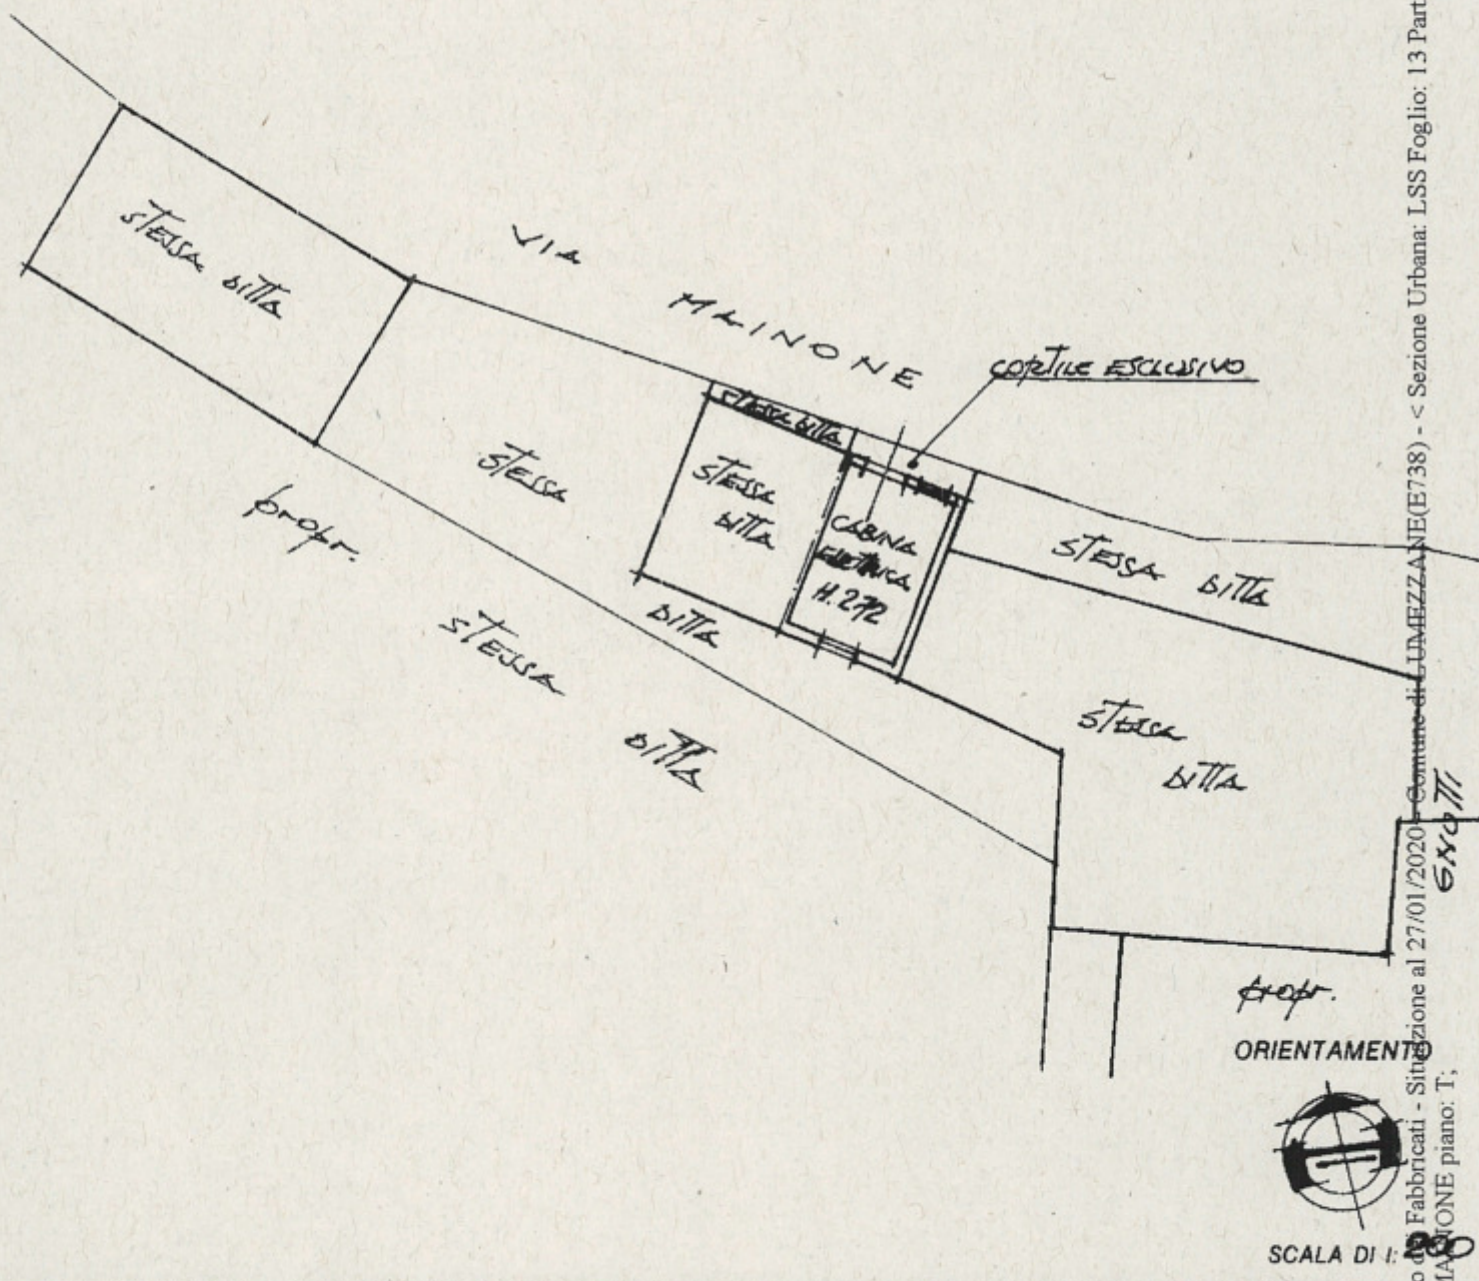 VIA
MAINONE
CORTILE ESCLUSIVO
STESSA DITTA
STESSA DITTA
STESSA
DITTA
STESSA
DITTA
CABINA
ELETTRICA
H. 272
STESSA DITTA
propr.
STESSA
DITTA
STESSA
DITTA
GNOTTI
propr.
ORIENTAMENTO
SCALA DI 1: 200
Fabbricati - Situazione al 27/01/2020 - Comune di LUMEZZANE(E738) - < Sezione Urbana: LSS Foglio: 13 Part
piano: T;